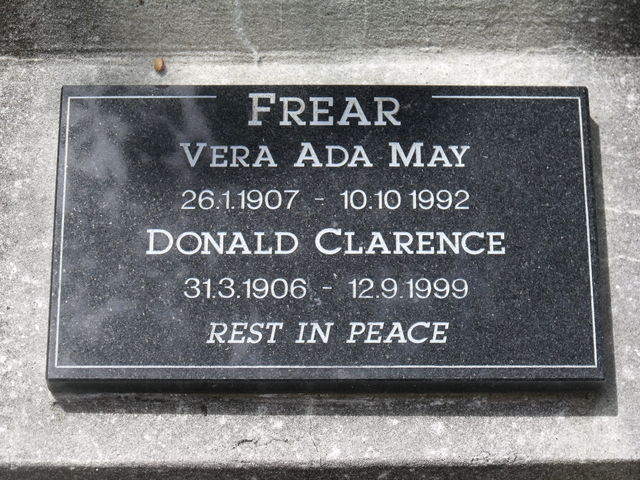 FREAR
VERA ADA MAY
26.1.1907 - 10.10 1992
DONALD CLARENCE
31.3.1906 - 12.9.1999
REST IN PEACE